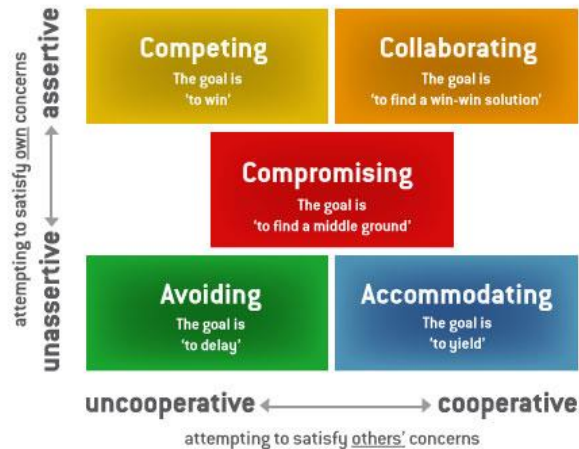 Competing
The goal is
'to win'
Collaborating
The goal is
'to find a win-win solution'
Compromising
The goal is
'to find a middle ground'
Avoiding
The goal is
'to delay'
Accommodating
The goal is
'to yield'
attempting to satisfy own concerns
assertive
unassertive
uncooperative
cooperative
attempting to satisfy others' concerns